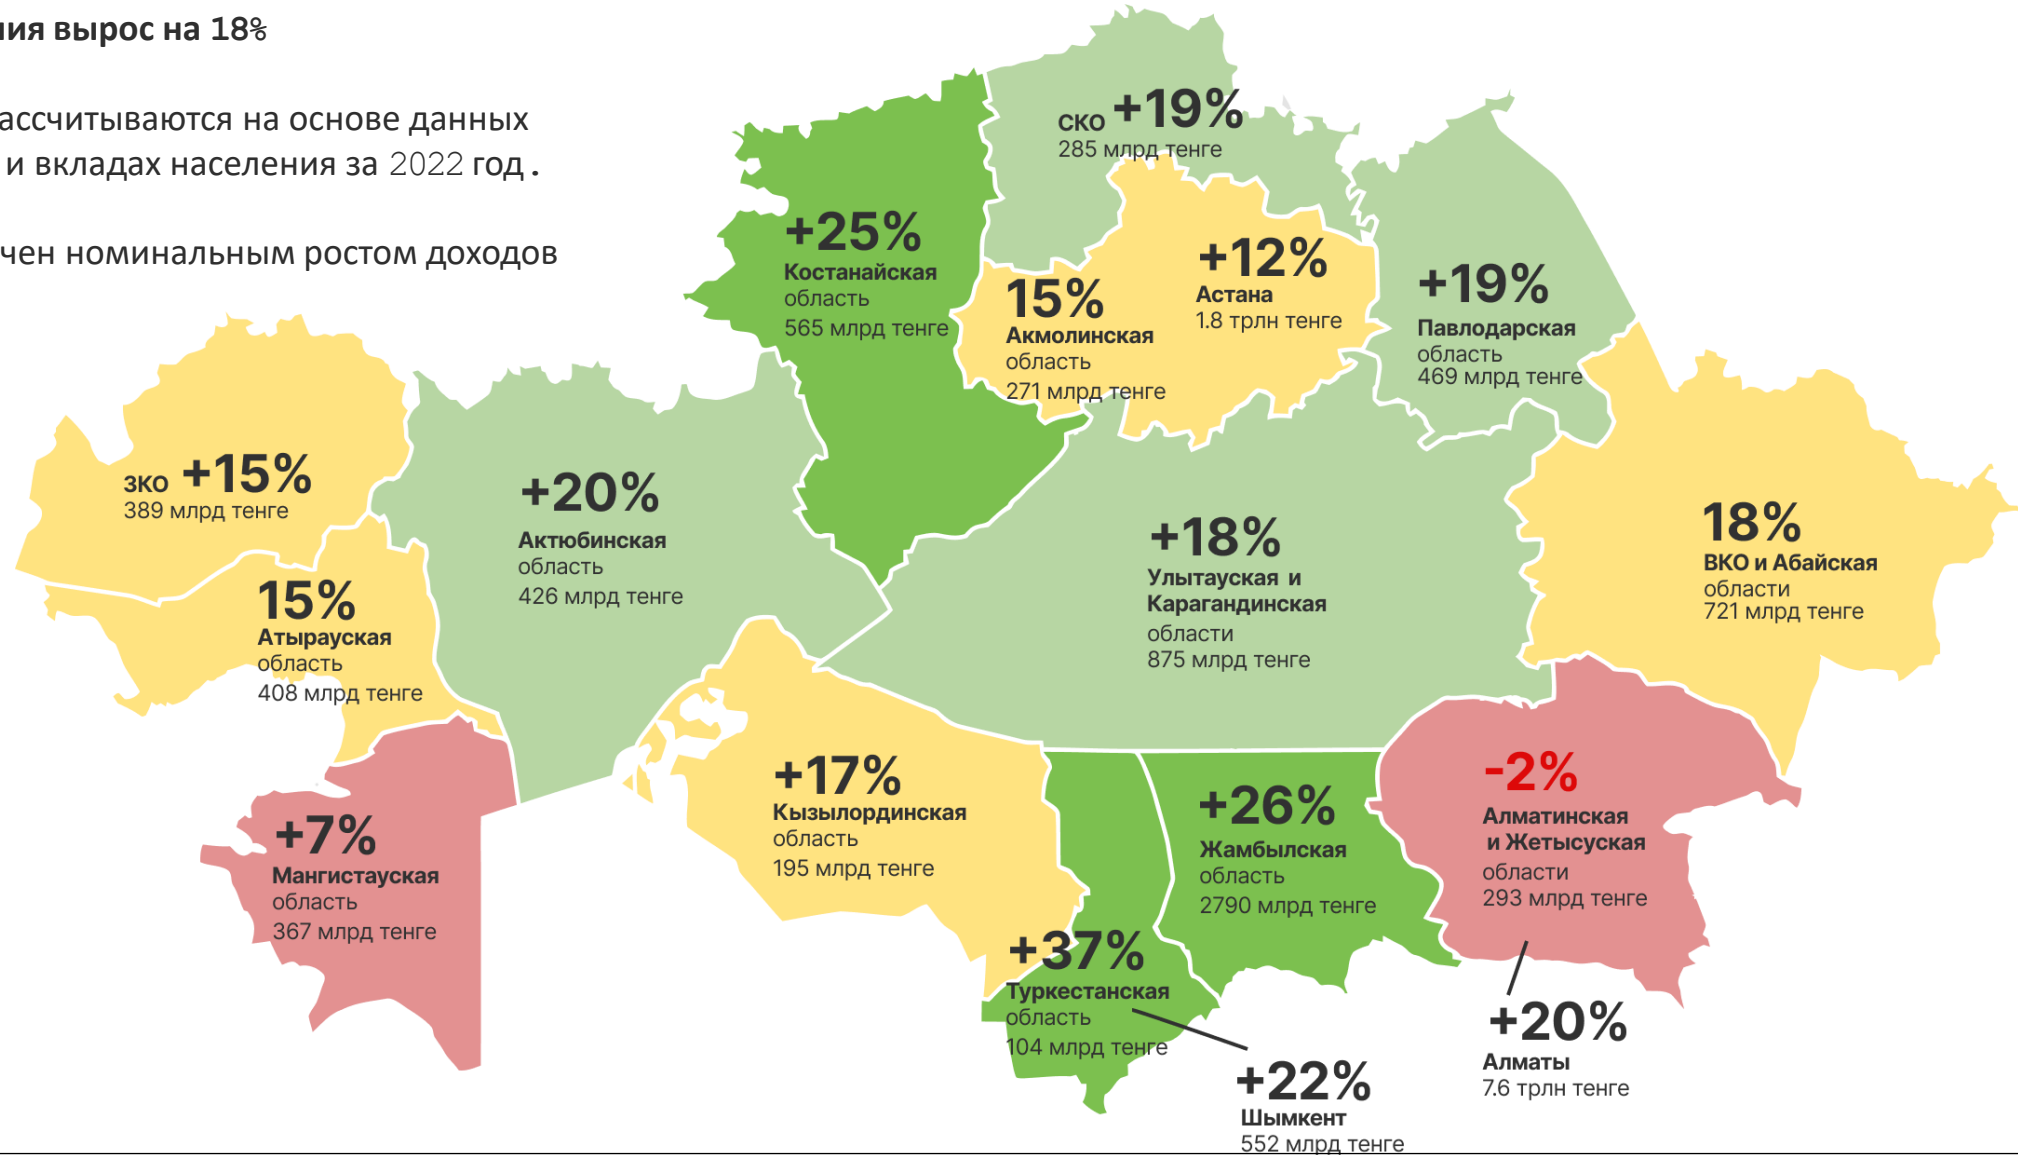 ния вырос на 18%
ассчитываются на основе данных
и вкладах населения за 2022 год.
чен номинальным ростом доходов
СКО +19%
285 млрд тенге
+25%
Костанайская
область
565 млрд тенге
15%
Акмолинская
область
271 млрд тенге
+12%
Астана
1.8 трлн тенге
+19%
Павлодарская
область
469 млрд тенге
ЗКО +15%
389 млрд тенге
+20%
Актюбинская
область
426 млрд тенге
15%
Атырауская
область
408 млрд тенге
+18%
Улытауская и
Карагандинская
области
875 млрд тенге
18%
ВКО и Абайская
области
721 млрд тенге
+7%
Мангистауская
область
367 млрд тенге
+17%
Кызылординская
область
195 млрд тенге
+26%
Жамбылская
область
2790 млрд тенге
-2%
Алматинская
и Жетысуская
области
293 млрд тенге
+37%
Туркестанская
область
104 млрд тенге
+20%
Алматы
7.6 трлн тенге
+22%
Шымкент
552 млрд тенге